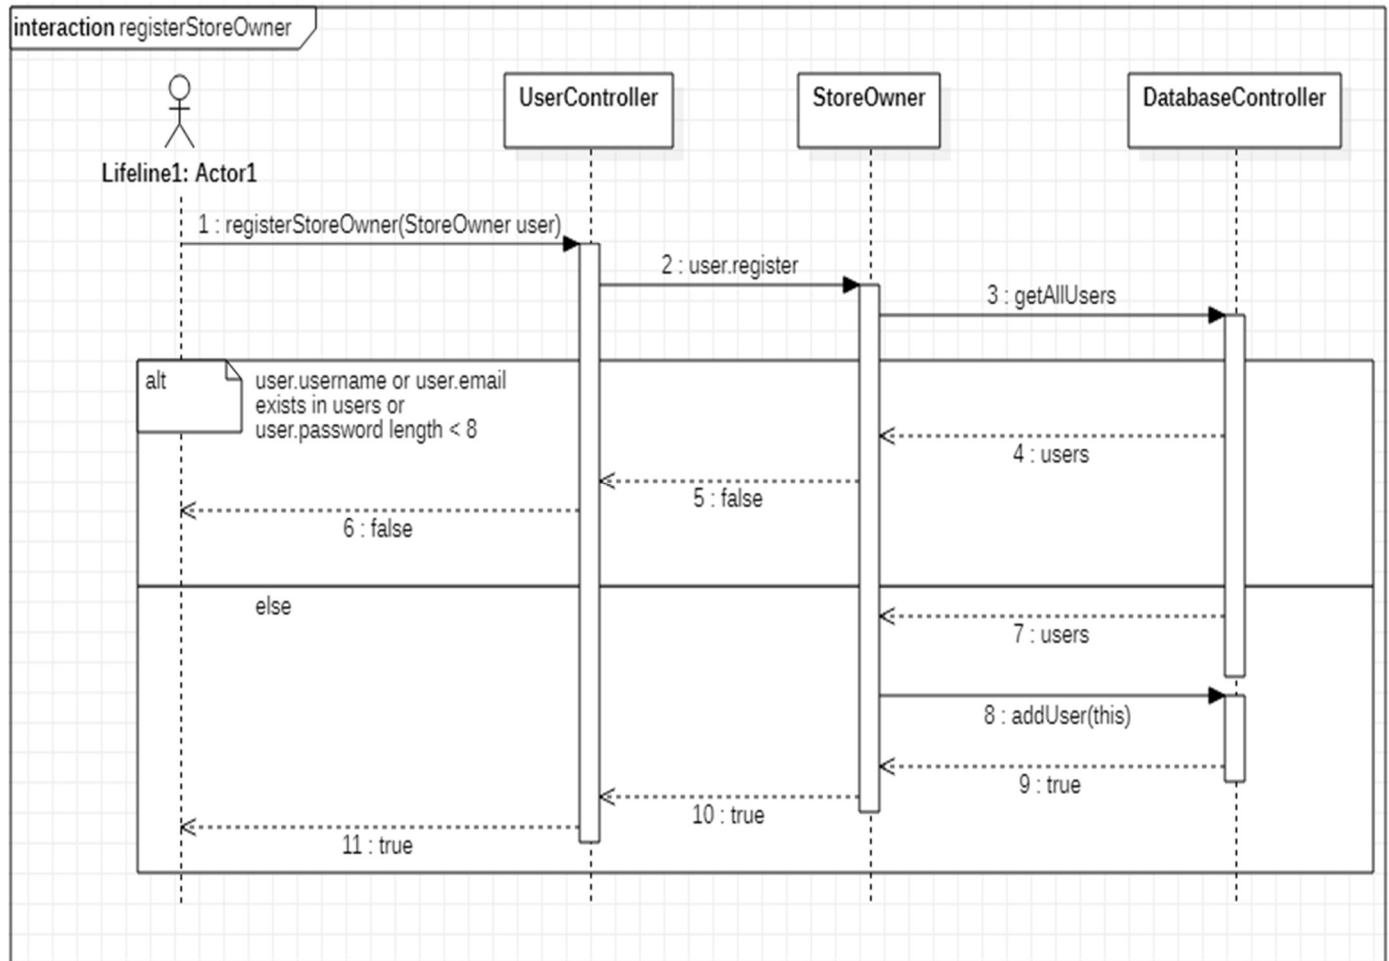 interaction registerStoreOwner
UserController
StoreOwner
DatabaseController
Lifeline1: Actor1
1 : registerStoreOwner(StoreOwner user)
2 : user.register
3 : getAllUsers
alt
user.username or user.email
exists in users or
user.password length < 8
4 : users
5 : false
6 : false
else
7 : users
8 : addUser(this)
9 : true
10 : true
11 : true